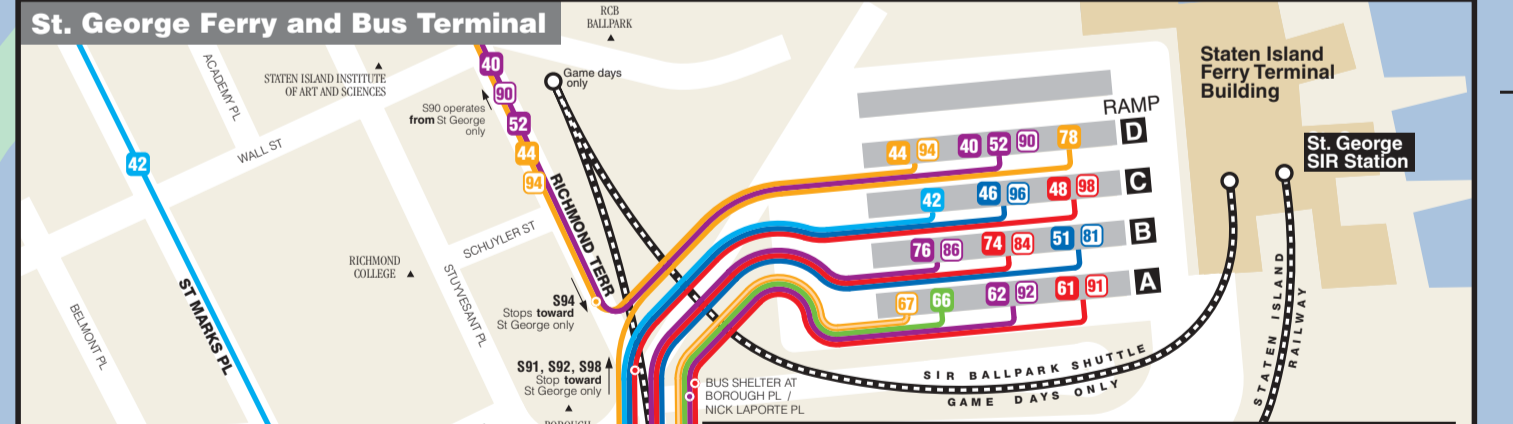 St. George Ferry and Bus Terminal
RCB
BALLPARK
ACADEMY PL
STATEN ISLAND INSTITUTE
OF ART AND SCIENCES
40
90
S90 operates
from St George
only
52
44
94
Game days
only
Staten Island
Ferry Terminal
Building
St. George
SIR Station
RAMP
D
44 94 40 52 90 78
C
42 46 96 48 98
B
76 86 74 84 51 81
A
67 66 62 92 61 91
42
WALL ST
RICHMOND TERR
SCHUYLER ST
RICHMOND
COLLEGE
ST MARKS PL
STUYVESANT PL
BELMONT PL
S94
Stops toward
St George only
S91, S92, S98
Stop toward
St George only
BUS SHELTER AT
BOROUGH PL /
NICK LAPORTE PL
SIR BALLPARK SHUTTLE
GAME DAYS ONLY
STATEN ISLAND
RAILWAY